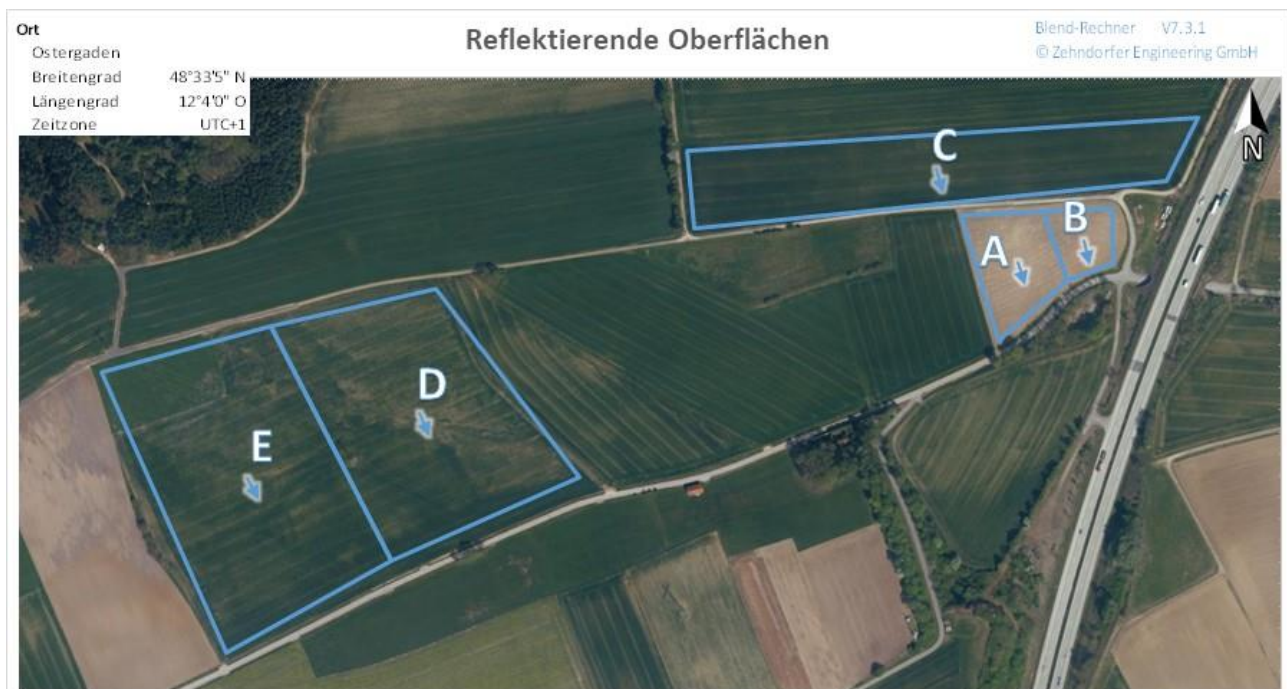 Ort
Ostergaden
Breitengrad 48°33'5" N
Längengrad 12°4'0" O
Zeitzone UTC+1
Reflektierende Oberflächen
Blend-Rechner V7.3.1
© Zehndorfer Engineering GmbH
N
C
B
A
D
E